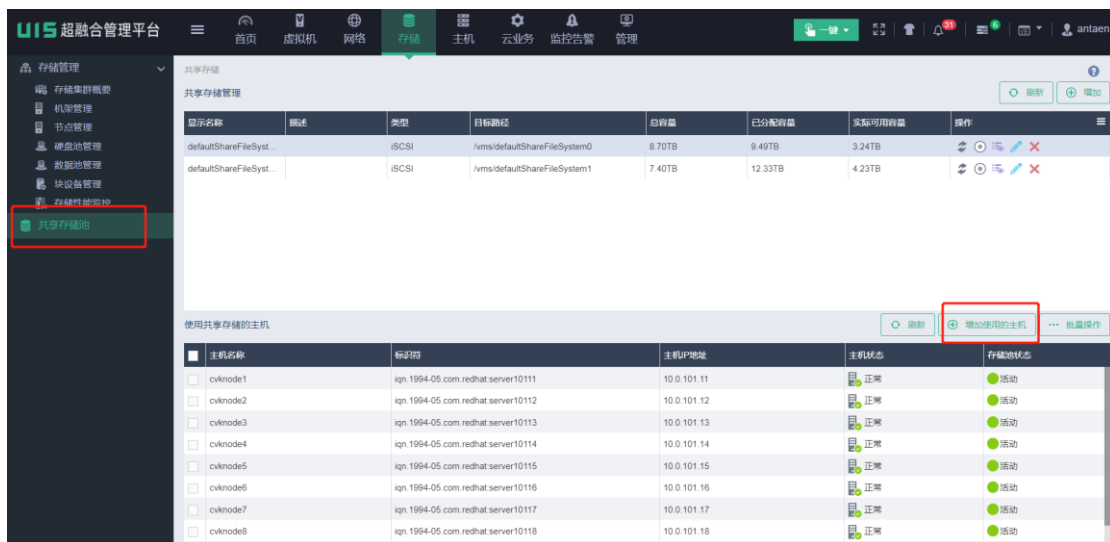 UIS 超融合管理平台
首页 虚拟机 网络 存储 主机 云业务 监控告警 管理
一键 31 6 antaen
存储管理
存储集群概要
机架管理
节点管理
硬盘池管理
数据池管理
块设备管理
存储性能监控
共享存储池
共享存储
共享存储管理 刷新 增加
显示名称 描述 类型 目标路径 总容量 已分配容量 实际可用容量 操作
defaultShareFileSyst... iSCSI /vms/defaultShareFileSystem0 8.70TB 9.49TB 3.24TB
defaultShareFileSyst... iSCSI /vms/defaultShareFileSystem1 7.40TB 12.33TB 4.23TB
使用共享存储的主机 刷新 增加使用的主机 批量操作
主机名称 标识符 主机IP地址 主机状态 存储池状态
cvknode1 iqn.1994-05.com.redhat:server10111 10.0.101.11 正常 活动
cvknode2 iqn.1994-05.com.redhat:server10112 10.0.101.12 正常 活动
cvknode3 iqn.1994-05.com.redhat:server10113 10.0.101.13 正常 活动
cvknode4 iqn.1994-05.com.redhat:server10114 10.0.101.14 正常 活动
cvknode5 iqn.1994-05.com.redhat:server10115 10.0.101.15 正常 活动
cvknode6 iqn.1994-05.com.redhat:server10116 10.0.101.16 正常 活动
cvknode7 iqn.1994-05.com.redhat:server10117 10.0.101.17 正常 活动
cvknode8 iqn.1994-05.com.redhat:server10118 10.0.101.18 正常 活动